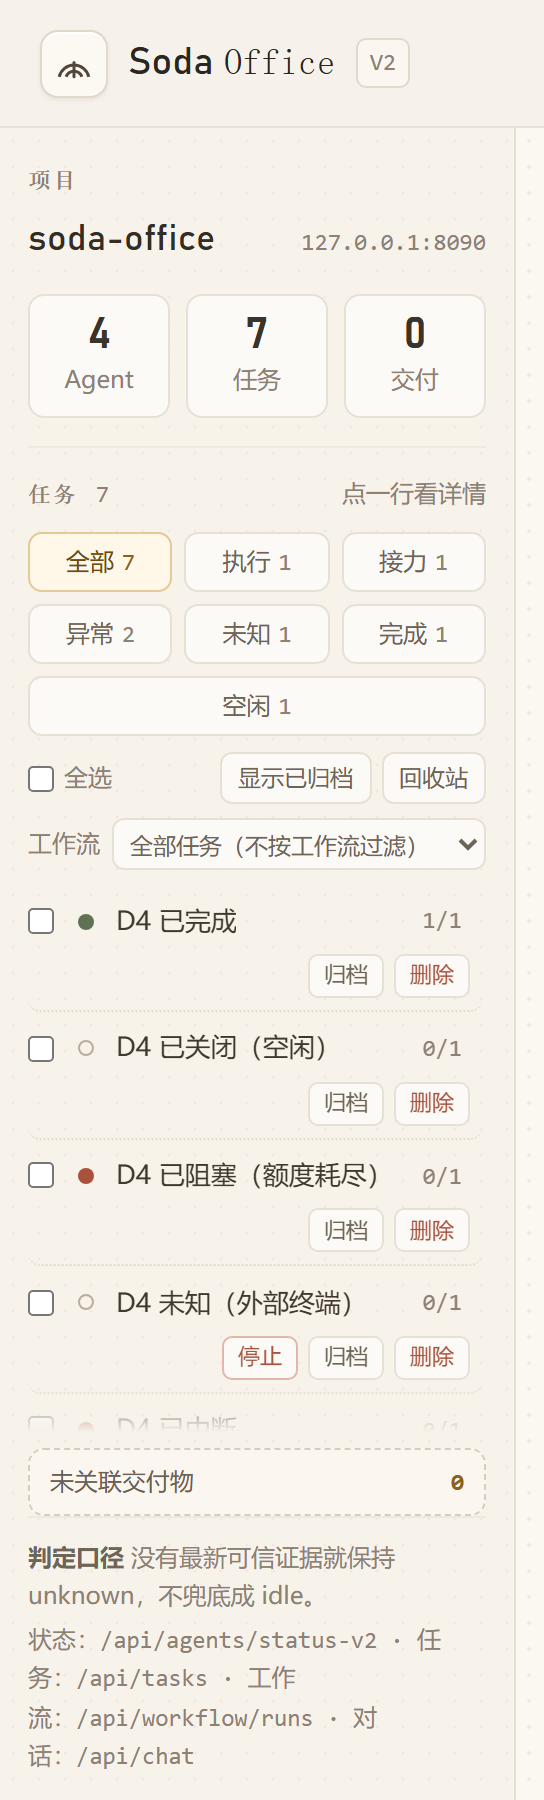 Soda Office V2
项目
soda-office 127.0.0.1:8090
4 7 0
Agent 任务 交付
任务 7 点一行看详情
全部 7 执行 1 接力 1
异常 2 未知 1 完成 1
空闲 1
全选 显示已归档 回收站
工作流 全部任务（不按工作流过滤）
D4 已完成 1/1
归档 删除
D4 已关闭（空闲） 0/1
归档 删除
D4 已阻塞（额度耗尽） 0/1
归档 删除
D4 未知（外部终端） 0/1
停止 归档 删除
D4 已中断 0/1
未关联交付物 0
判定口径 没有最新可信证据就保持
unknown，不兜底成 idle。
状态：/api/agents/status-v2 · 任
务：/api/tasks · 工作
流：/api/workflow/runs · 对
话：/api/chat